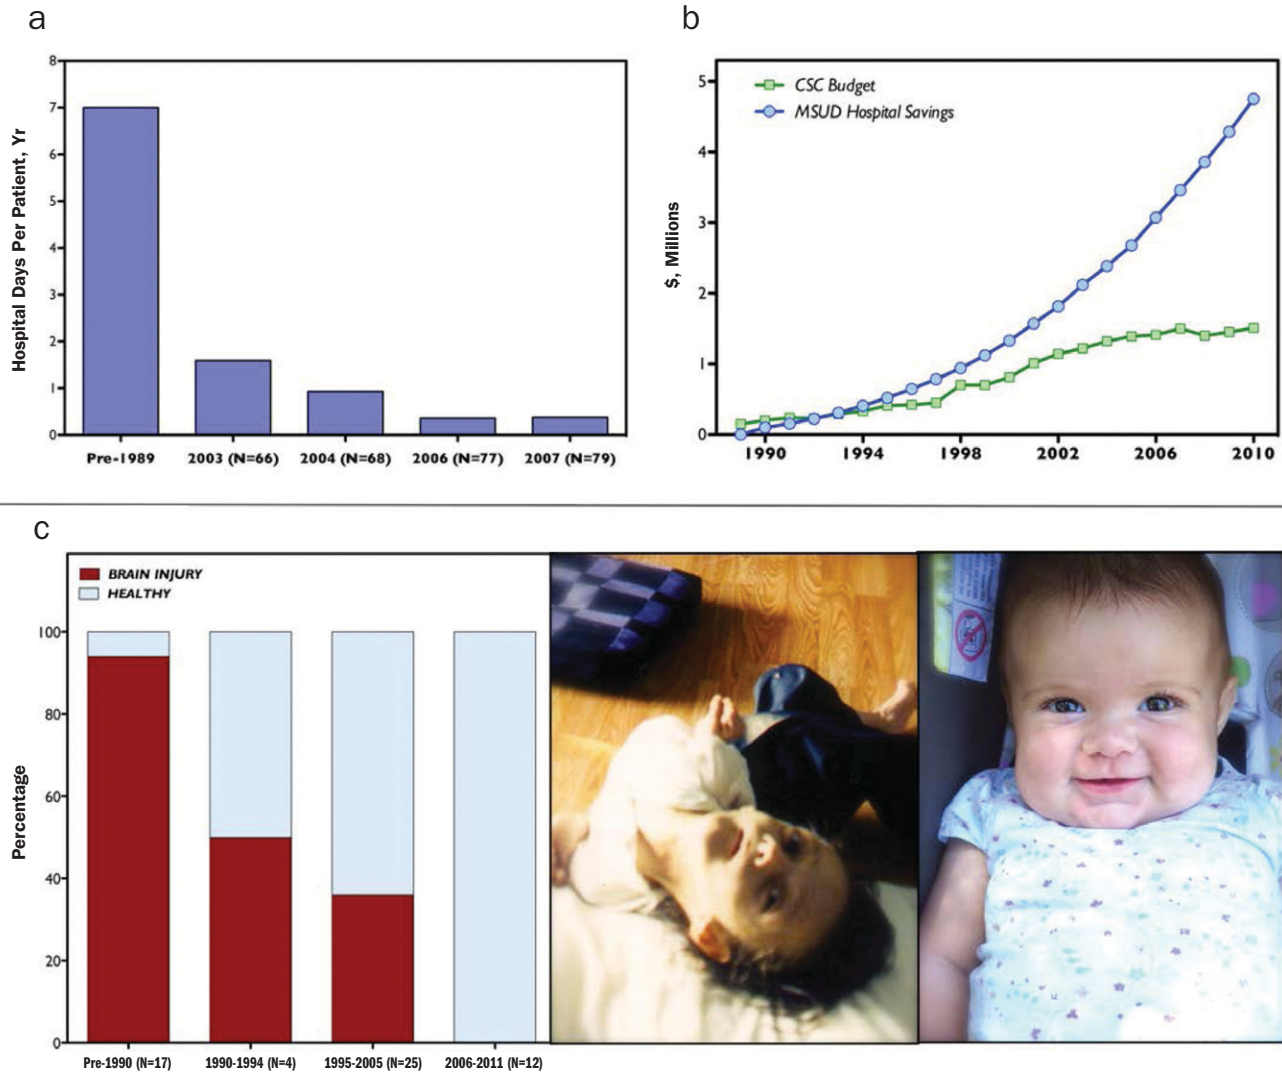 a
8
7
6
5
4
3
2
1
0
Hospital Days Per Patient, Yr
Pre-1989 2003 (N=66) 2004 (N=68) 2006 (N=77) 2007 (N=79)
b
CSC Budget
MSUD Hospital Savings
5
4
3
2
1
0
$, Millions
1990 1994 1998 2002 2006 2010
c
BRAIN INJURY
HEALTHY
100
80
60
40
20
0
Percentage
Pre-1990 (N=17) 1990-1994 (N=4) 1995-2005 (N=25) 2006-2011 (N=12)